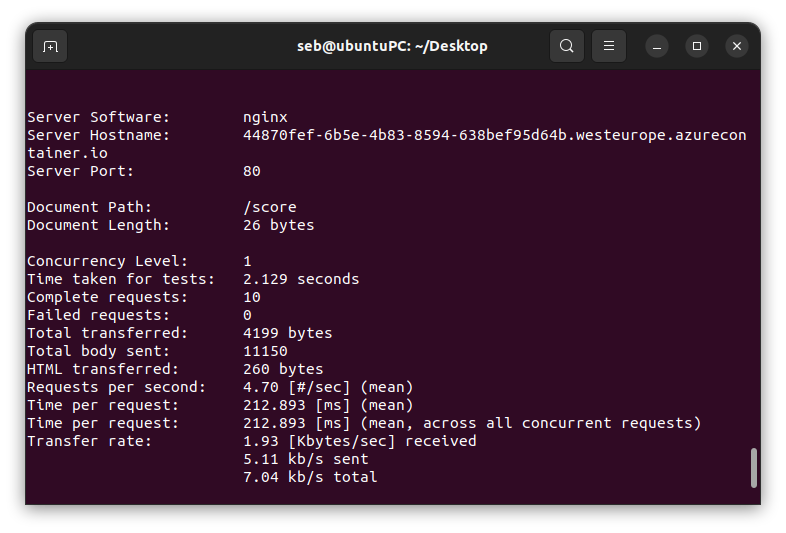 seb@ubuntuPC: ~/Desktop
Server Software:        nginx
Server Hostname:        44870fef-6b5e-4b83-8594-638bef95d64b.westeurope.azurecon
tainer.io
Server Port:            80
Document Path:          /score
Document Length:        26 bytes
Concurrency Level:      1
Time taken for tests:   2.129 seconds
Complete requests:      10
Failed requests:        0
Total transferred:      4199 bytes
Total body sent:        11150
HTML transferred:       260 bytes
Requests per second:    4.70 [#/sec] (mean)
Time per request:       212.893 [ms] (mean)
Time per request:       212.893 [ms] (mean, across all concurrent requests)
Transfer rate:          1.93 [Kbytes/sec] received
                        5.11 kb/s sent
                        7.04 kb/s total